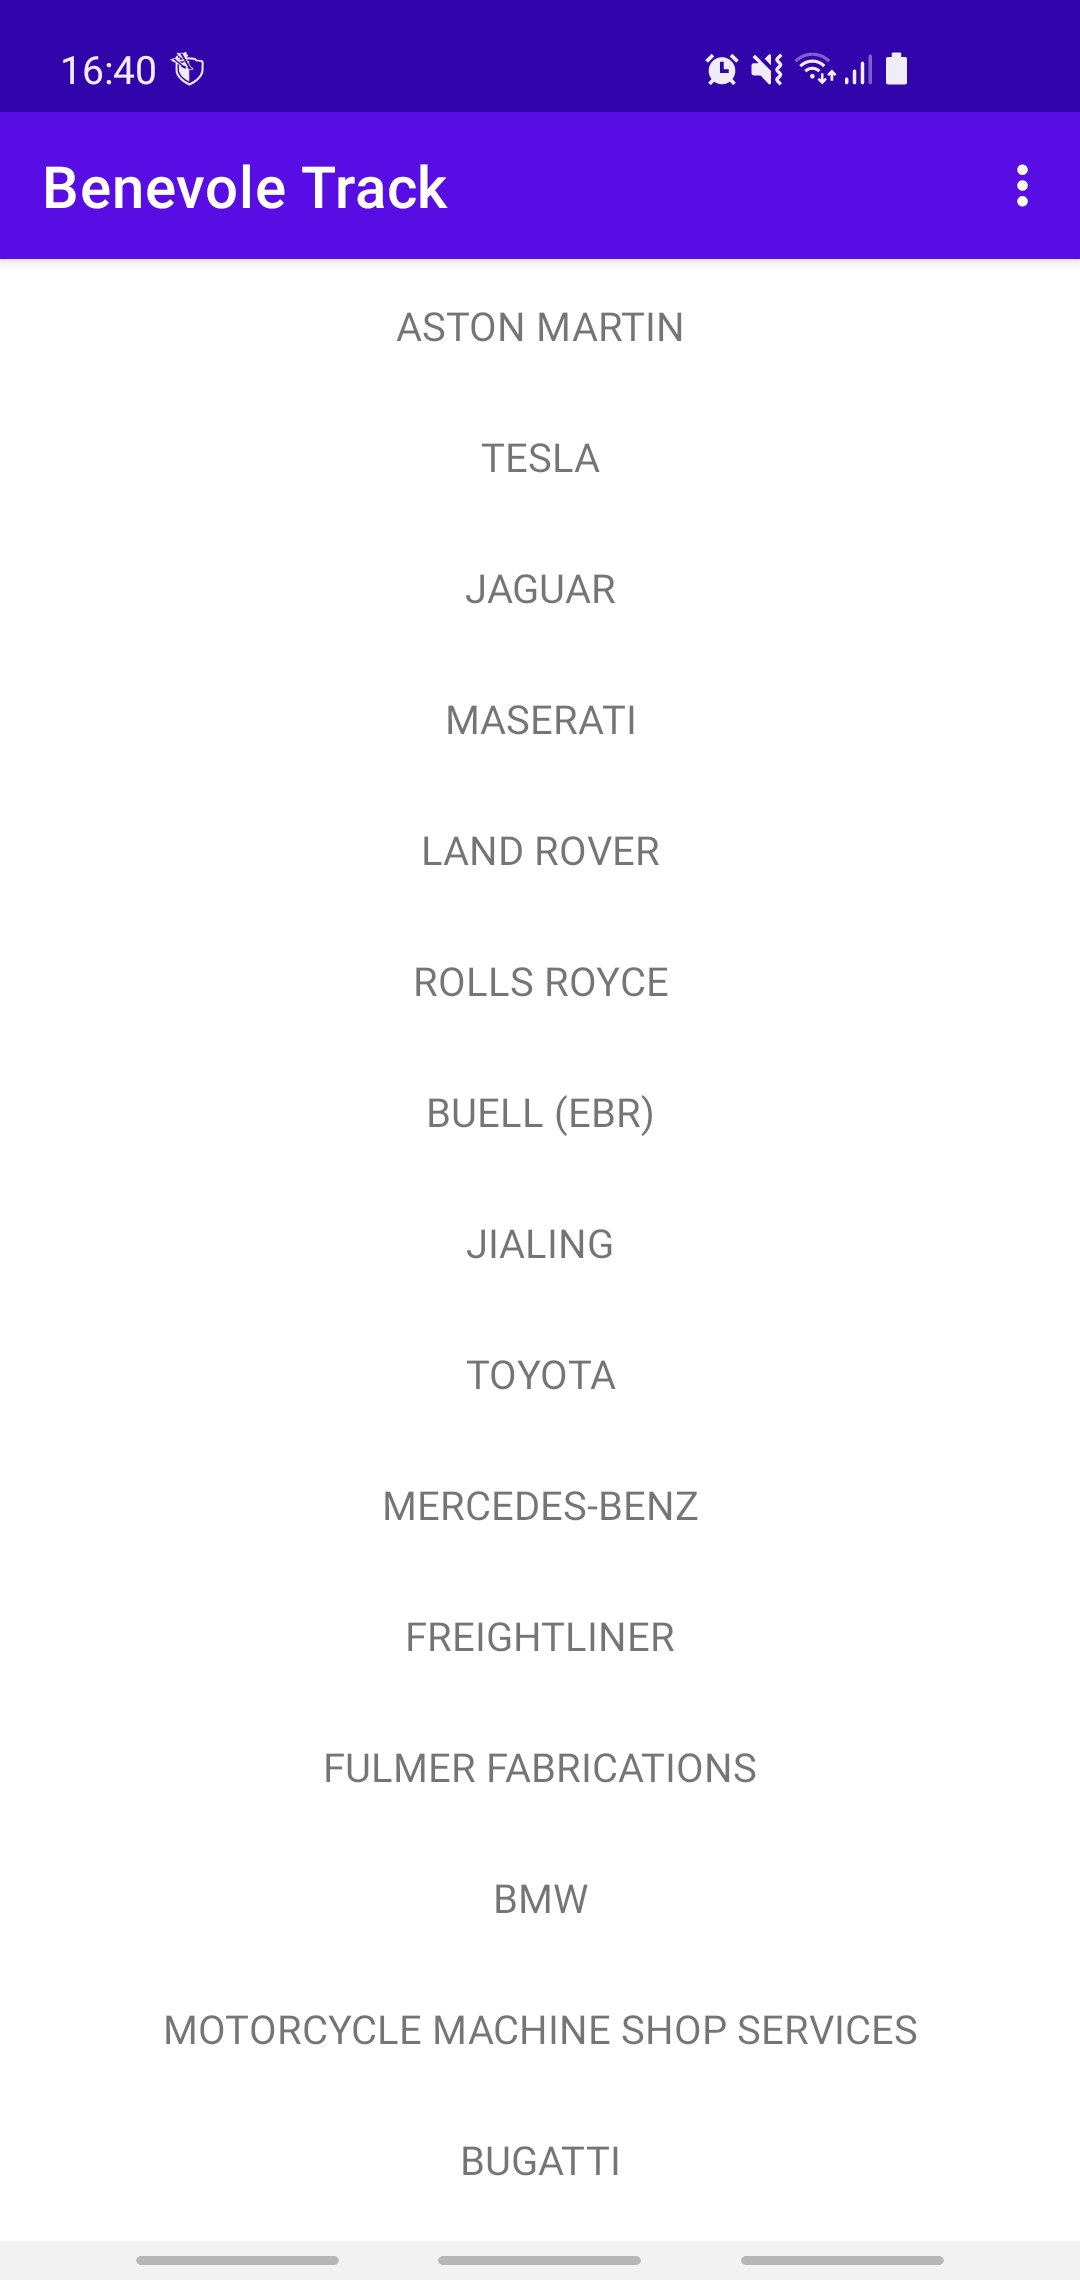 16:40
Benevole Track
ASTON MARTIN
TESLA
JAGUAR
MASERATI
LAND ROVER
ROLLS ROYCE
BUELL (EBR)
JIALING
TOYOTA
MERCEDES-BENZ
FREIGHTLINER
FULMER FABRICATIONS
BMW
MOTORCYCLE MACHINE SHOP SERVICES
BUGATTI